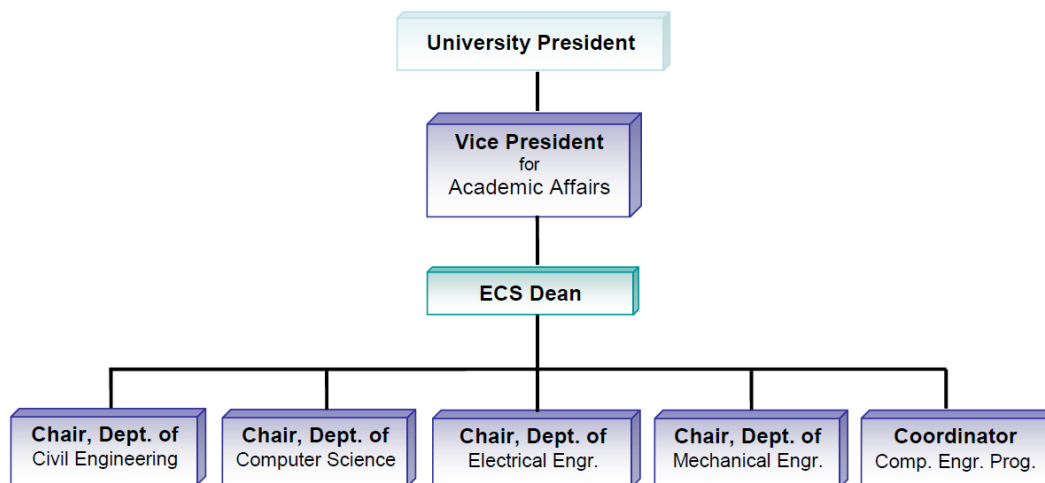 University President
Vice President
for
Academic Affairs
ECS Dean
Chair, Dept. of
Civil Engineering
Chair, Dept. of
Computer Science
Chair, Dept. of
Electrical Engr.
Chair, Dept. of
Mechanical Engr.
Coordinator
Comp. Engr. Prog.